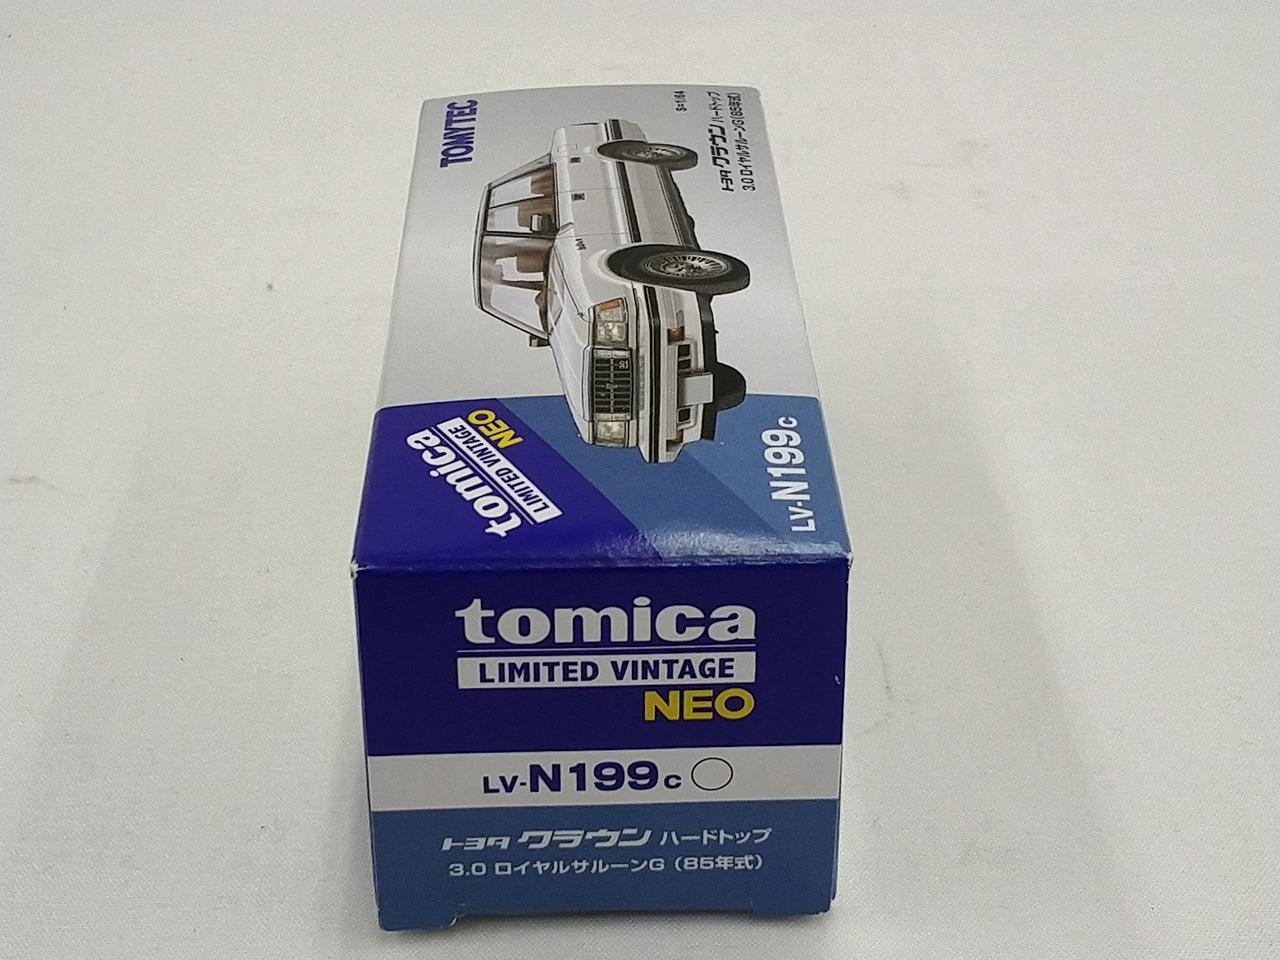 TOMYTEC
S=1/64
トヨタ クラウン ハードトップ
3.0 ロイヤルサルーンG(85年式)
tomica
LIMITED VINTAGE
NEO
LV-N199c
tomica
LIMITED VINTAGE
NEO
LV-N199c
トヨタ クラウン ハードトップ
3.0 ロイヤルサルーンG (85年式)